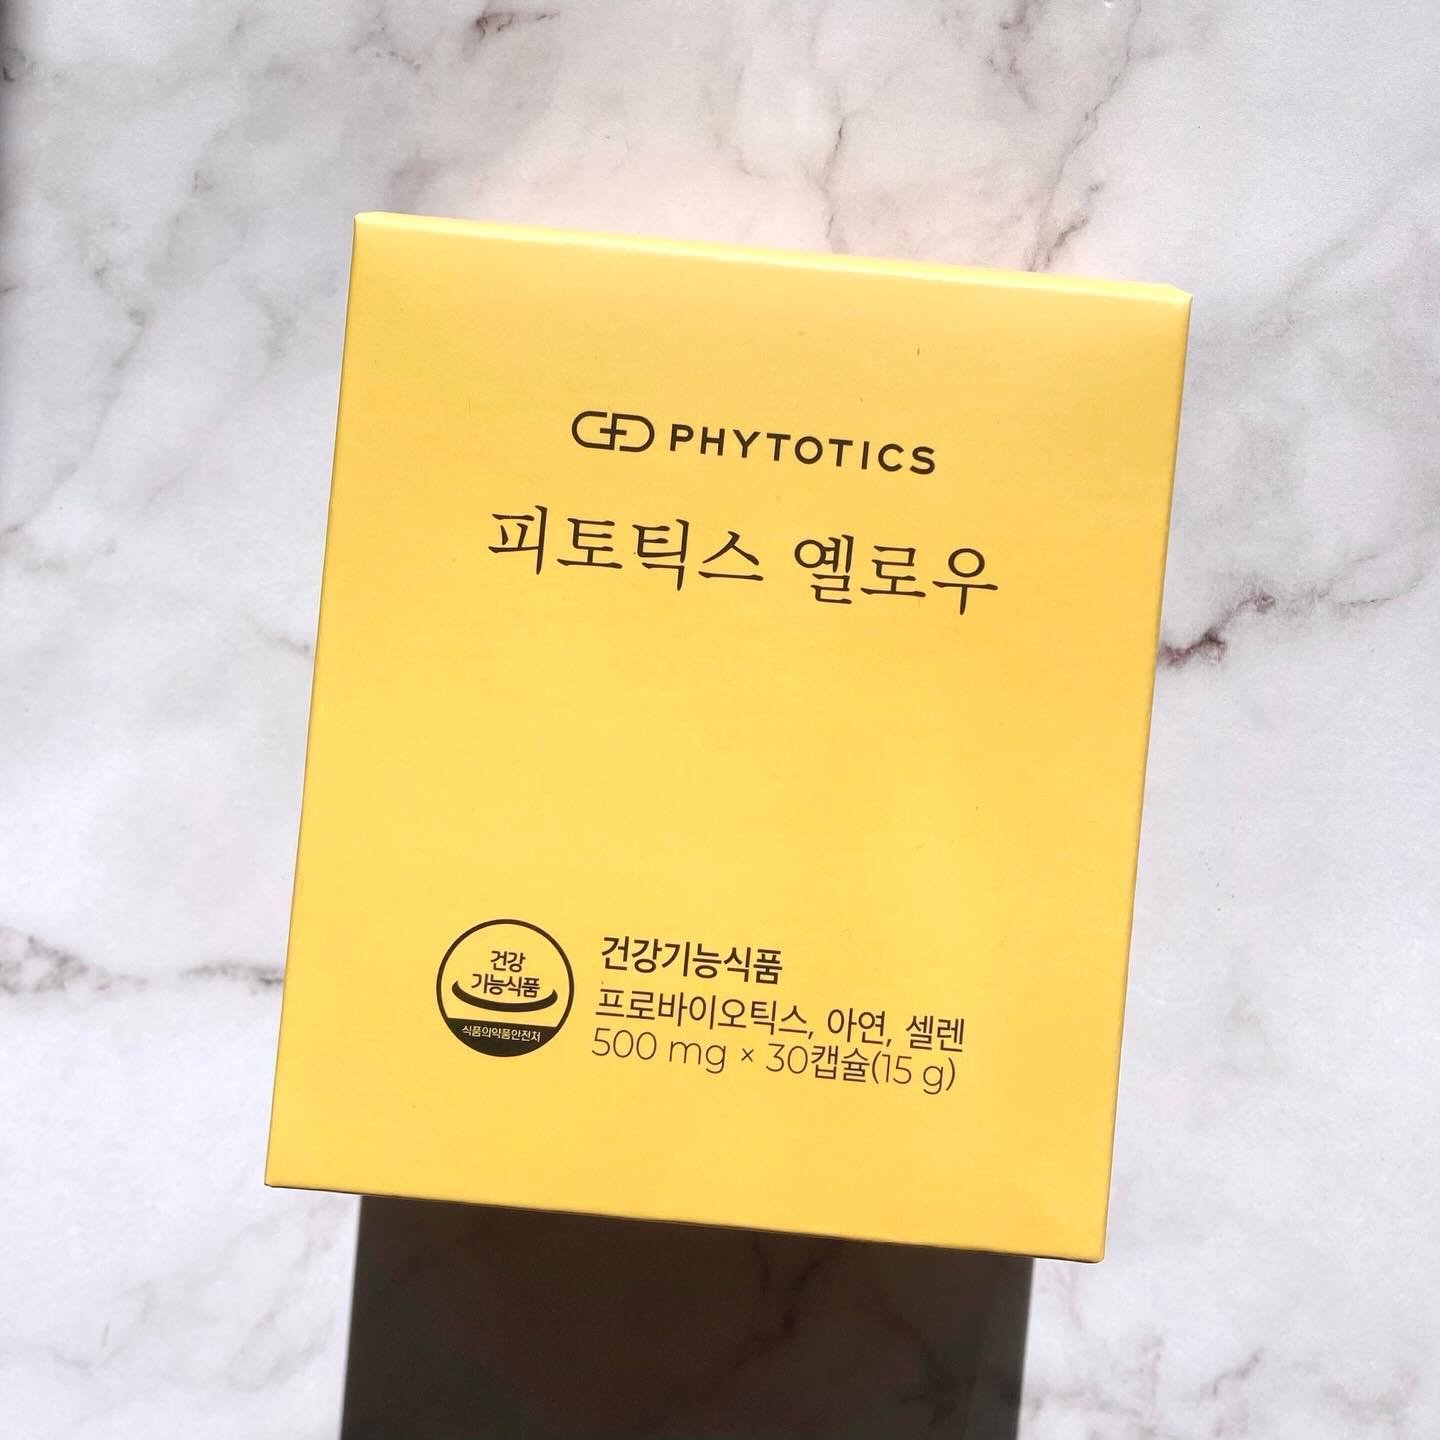 PHYTOTICS
피토틱스 옐로우
건강
기능식품
식품의약품안전처
건강기능식품
프로바이오틱스, 아연, 셀렌
500 mg × 30캡슐(15 g)